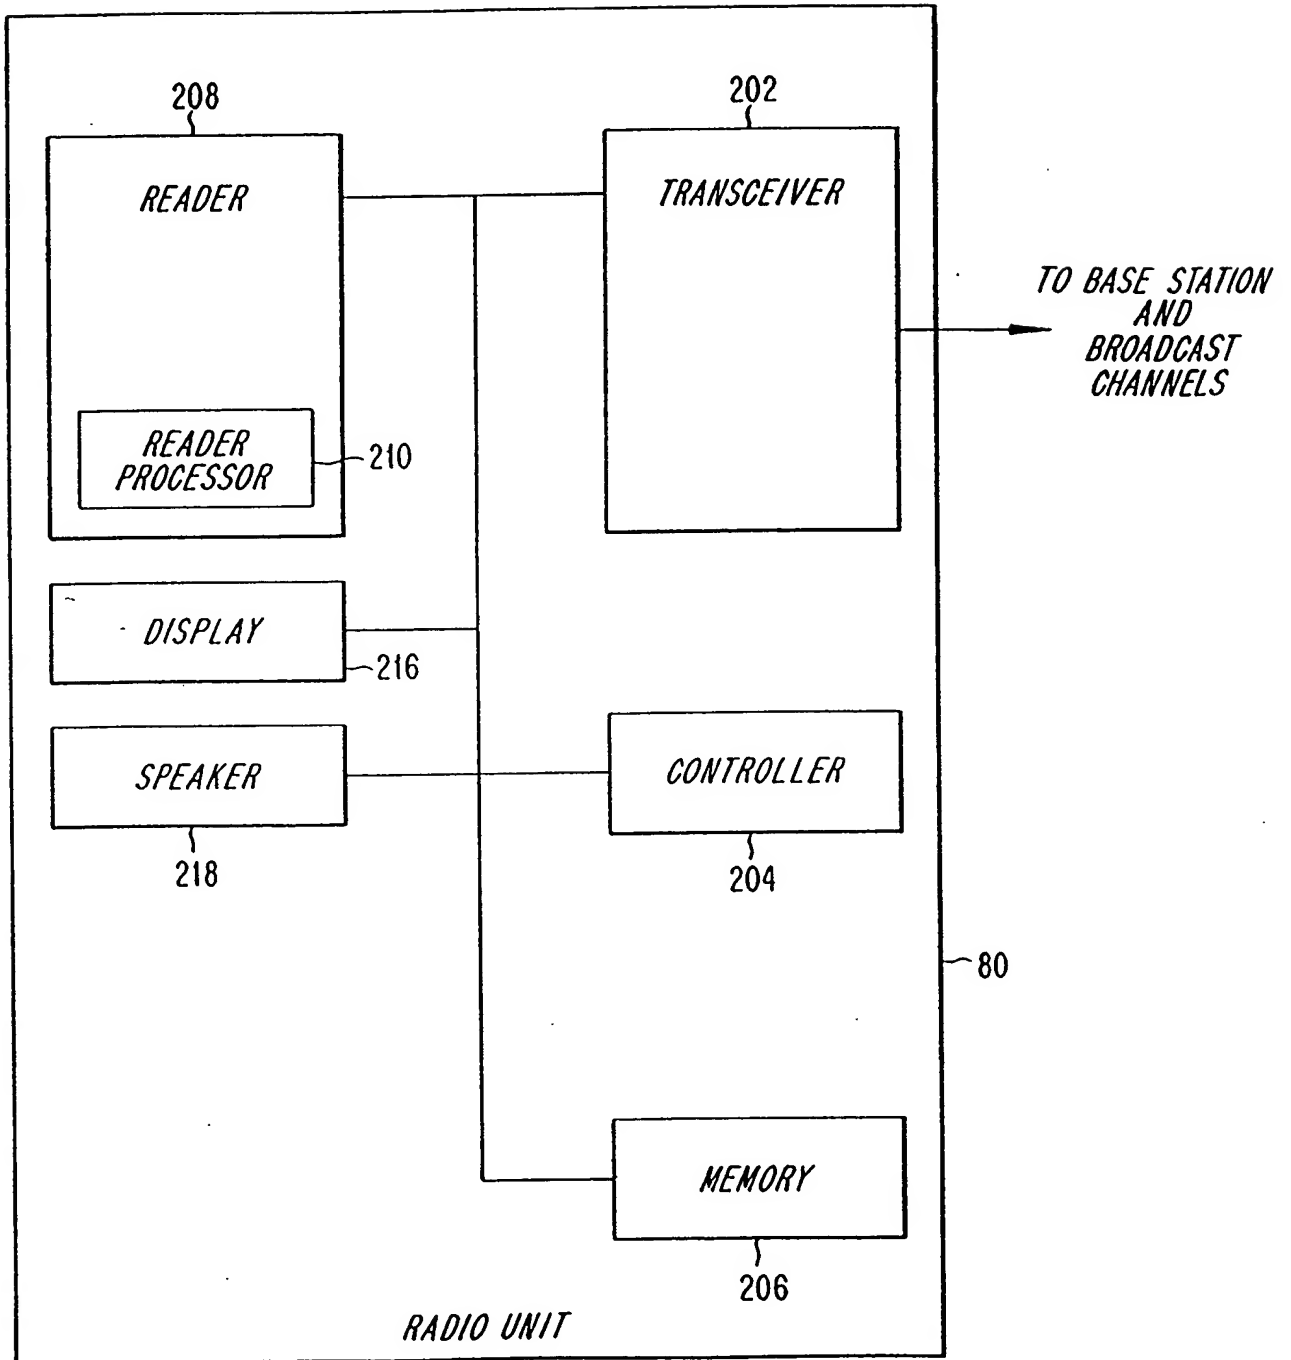 208
202
READER
TRANSCEIVER
TO BASE STATION
AND
BROADCAST
CHANNELS
READER
PROCESSOR
210
DISPLAY
216
SPEAKER
CONTROLLER
218
204
80
MEMORY
206
RADIO UNIT